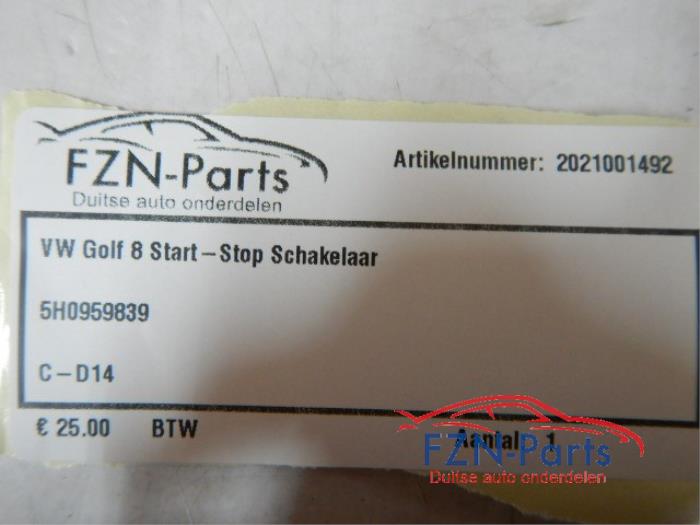 FZN-Parts
Duitse auto onderdelen
Artikelnummer: 2021001492
VW Golf 8 Start-Stop Schakelaar
5H0959839
C-D14
€ 25.00 BTW Aantal: 1
FZN-Parts
Duitse auto onderdelen